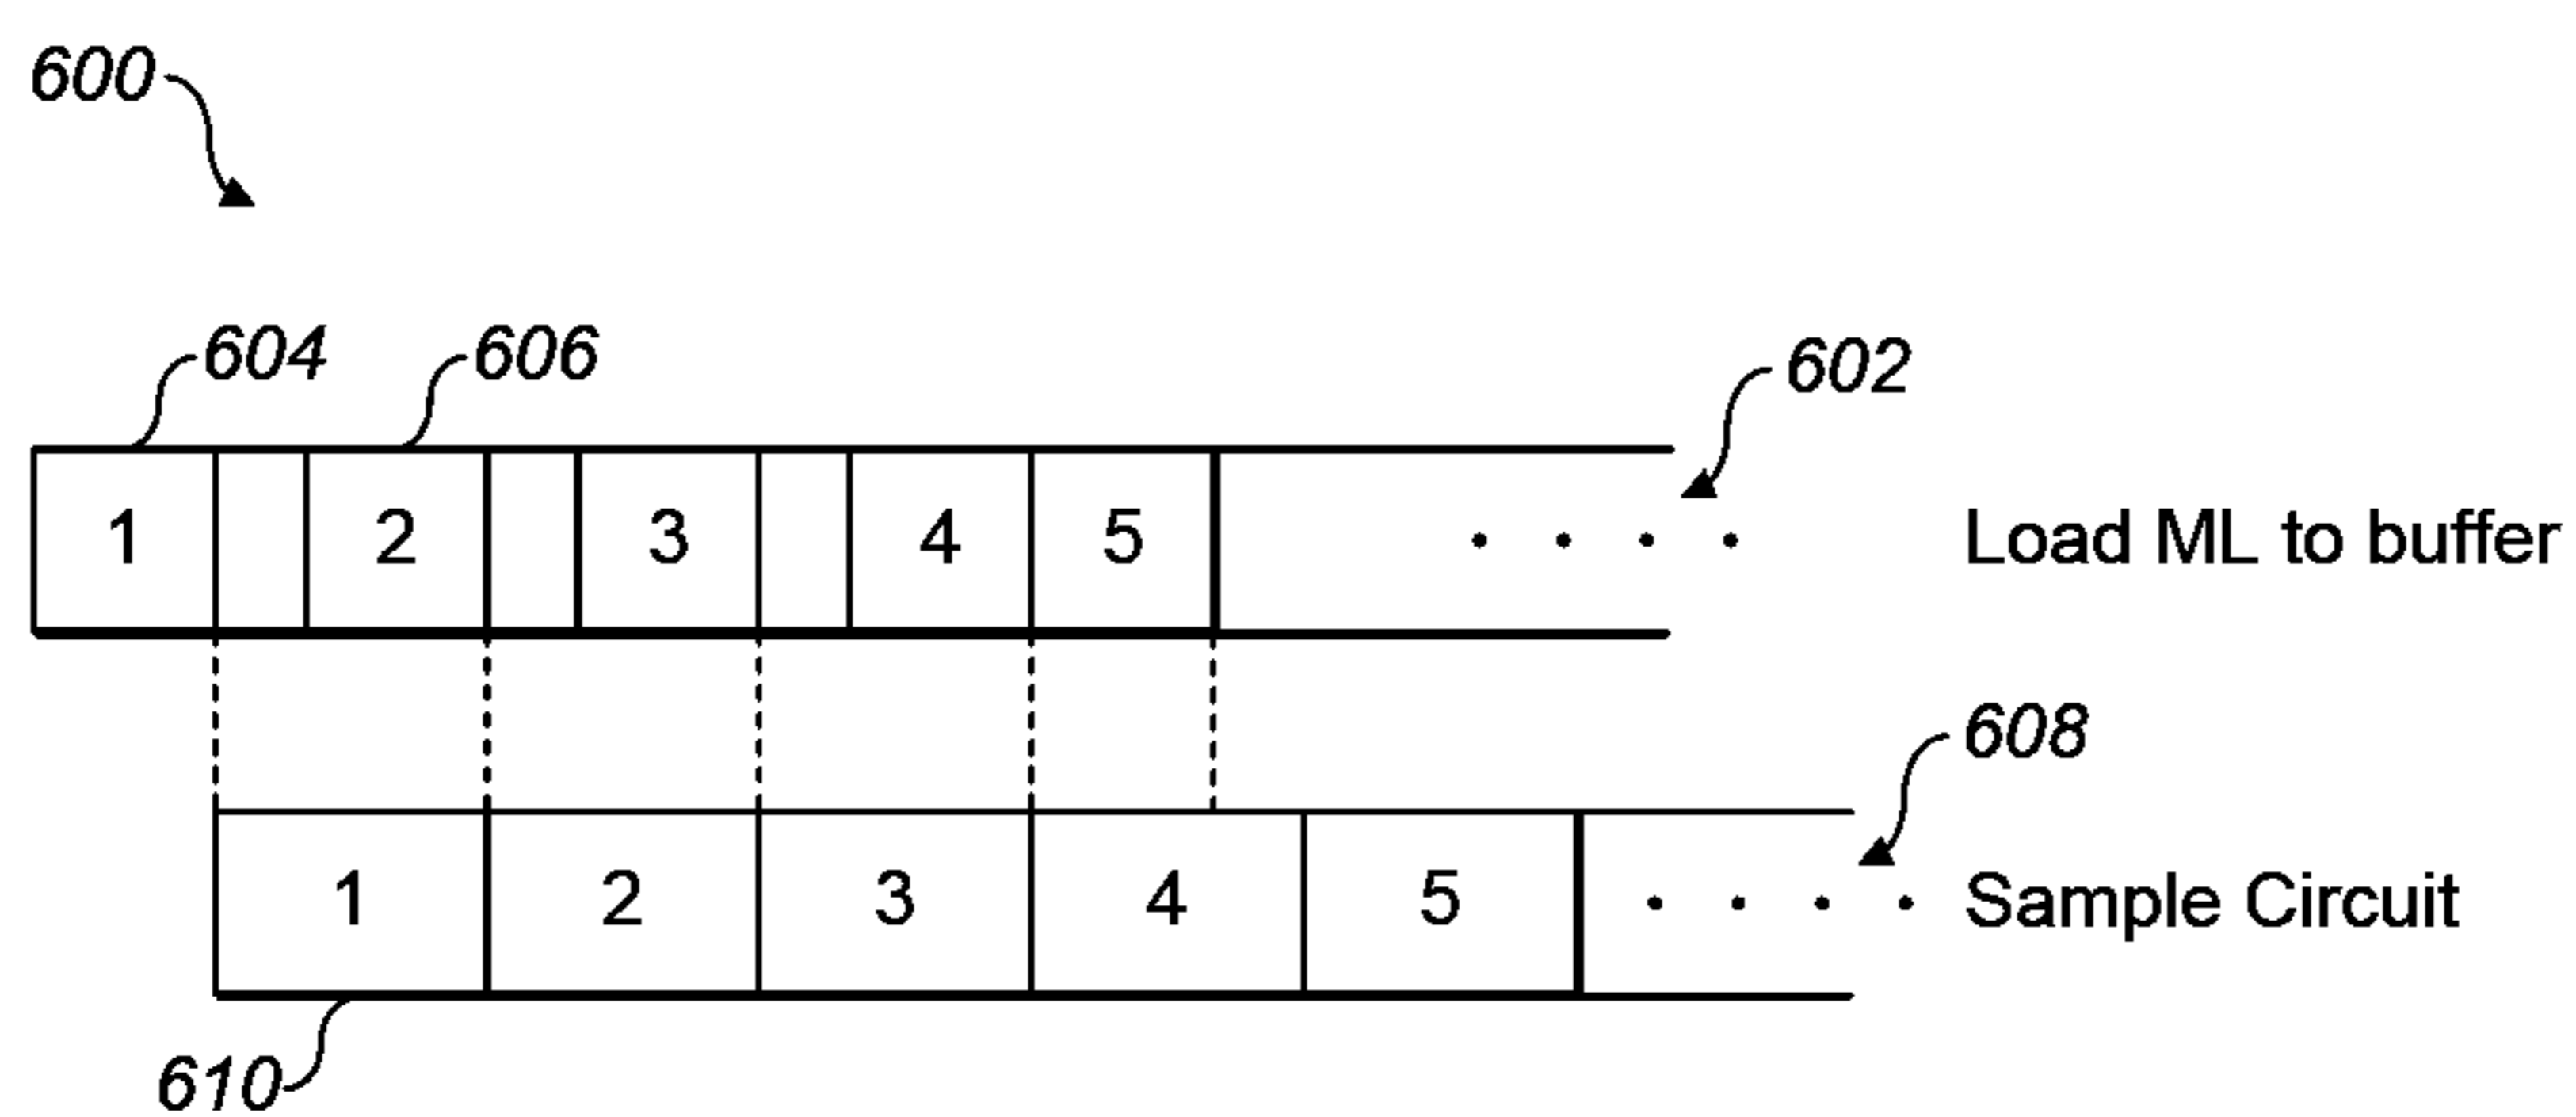 600
604 606 602
1 2 3 4 5 . . . . Load ML to buffer
608
1 2 3 4 5 . . . . Sample Circuit
610